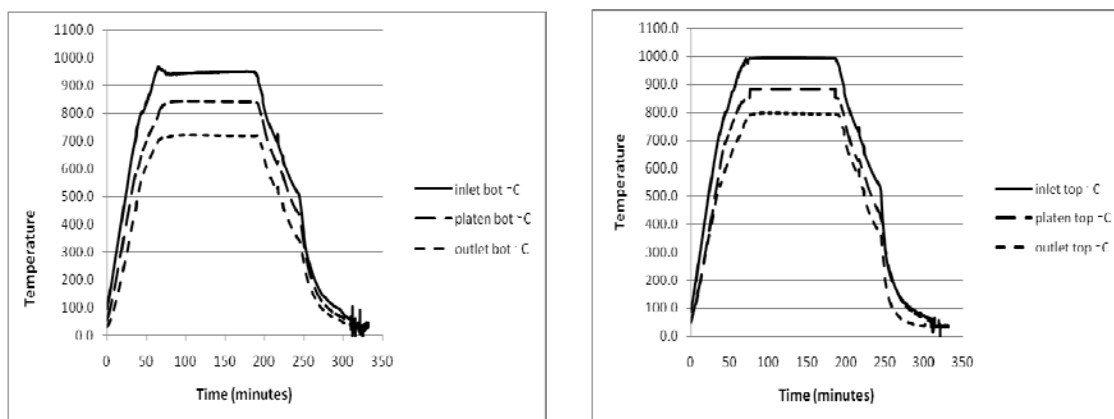 1100.0
1000.0
900.0
800.0
700.0
600.0
500.0
400.0
300.0
200.0
100.0
0.0
Temperature
0 50 100 150 200 250 300 350
Time (minutes)
inlet bot °C
platen bot °C
outlet bot °C
1100.0
1000.0
900.0
800.0
700.0
600.0
500.0
400.0
300.0
200.0
100.0
0.0
Temperature
0 50 100 150 200 250 300 350
Time (minutes)
inlet top °C
platen top °C
outlet top °C